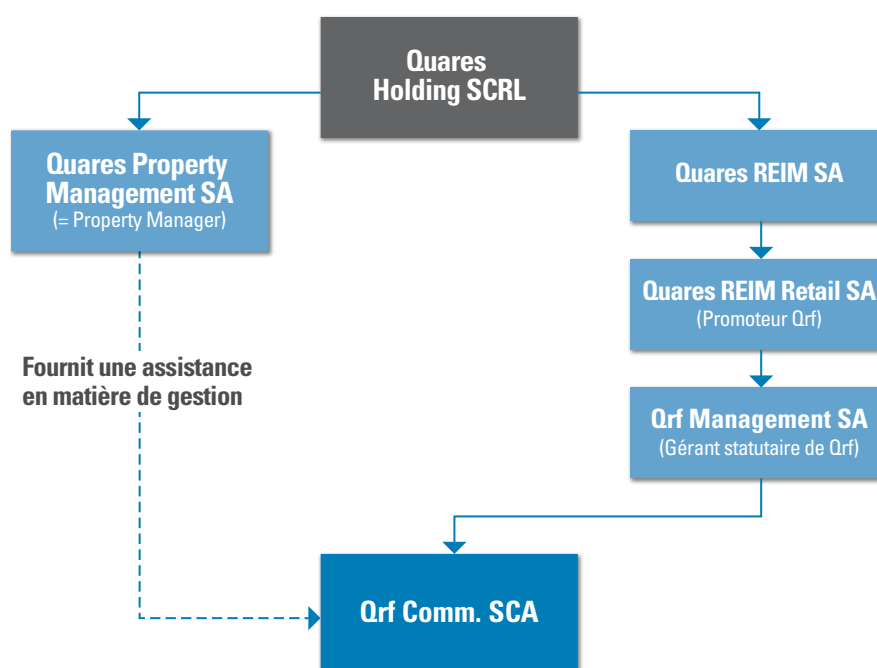 Quares
Holding SCRL
Quares Property
Management SA
(= Property Manager)
Quares REIM SA
Quares REIM Retail SA
(Promoteur Qrf)
Fournit une assistance
en matière de gestion
Qrf Management SA
(Gérant statutaire de Qrf)
Qrf Comm. SCA